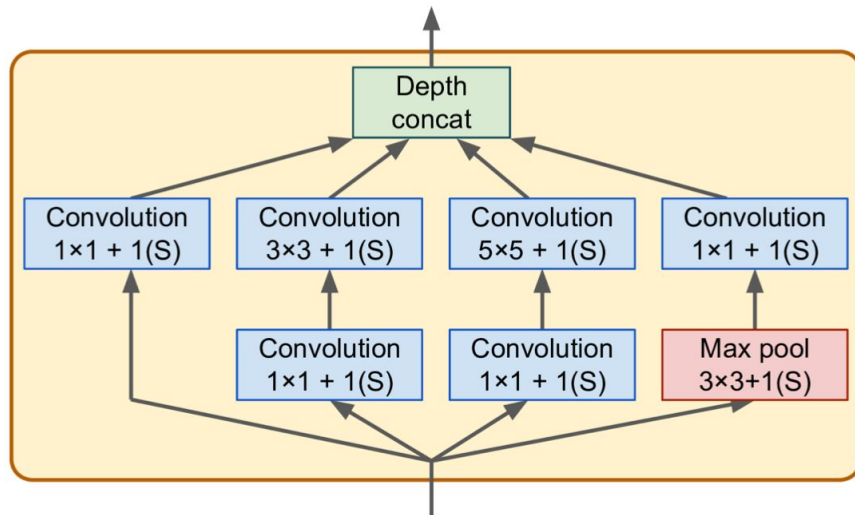 Depth
concat
Convolution
1×1 + 1(S)
Convolution
3×3 + 1(S)
Convolution
5×5 + 1(S)
Convolution
1×1 + 1(S)
Convolution
1×1 + 1(S)
Convolution
1×1 + 1(S)
Max pool
3×3+1(S)